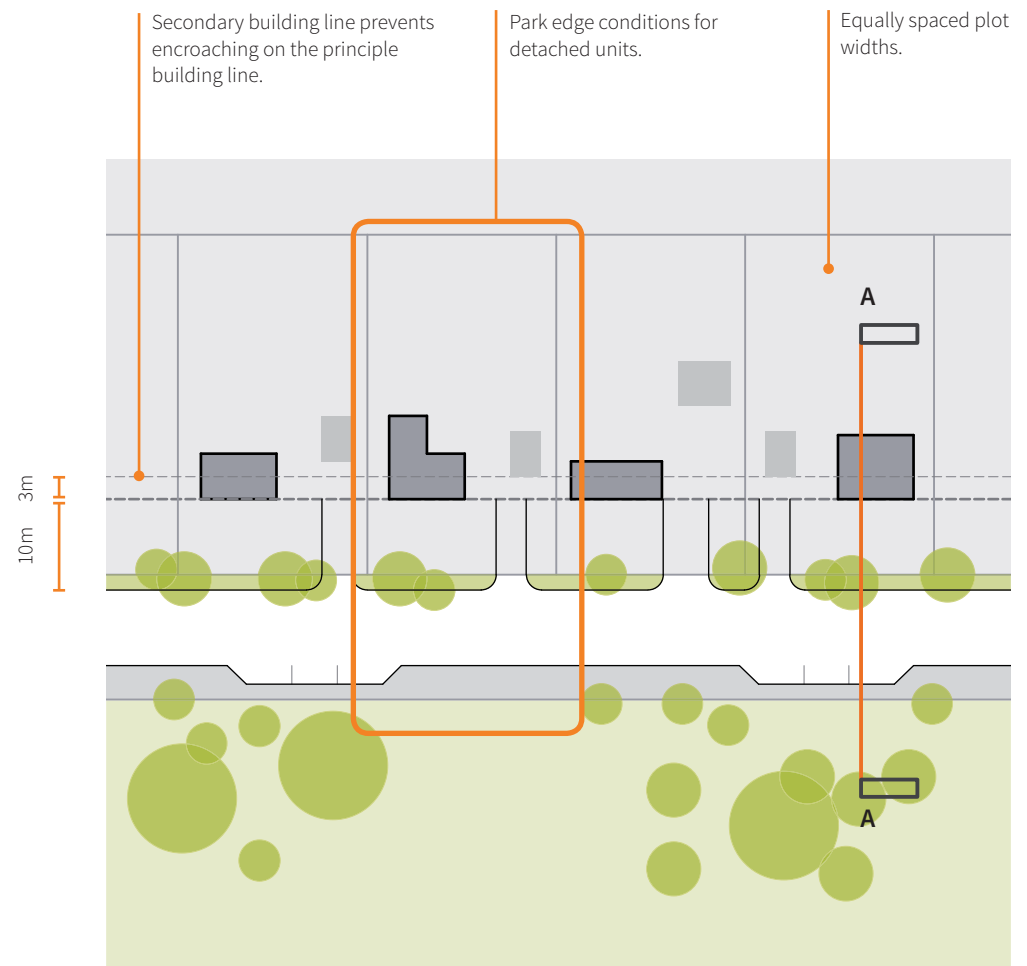 Secondary building line prevents
encroaching on the principle
building line.
Park edge conditions for
detached units.
Equally spaced plot
widths.
A
3m
10m
A